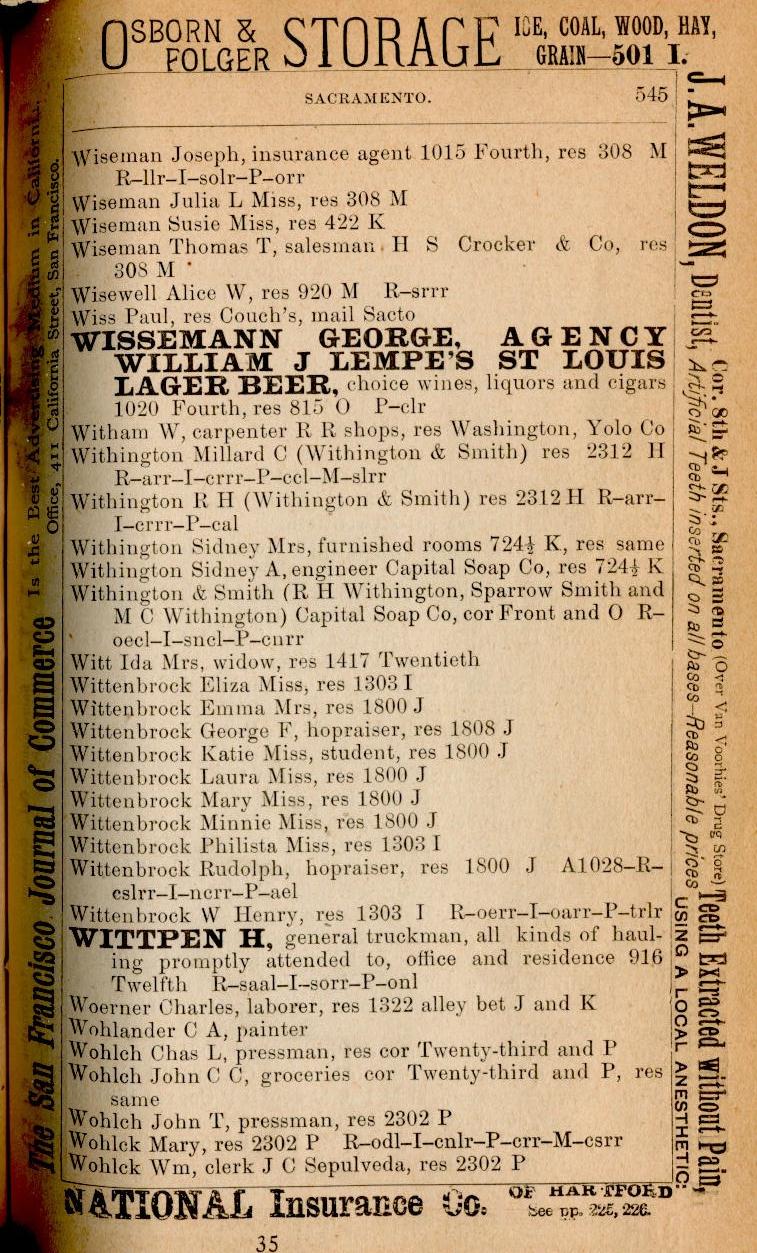 OSBORN & FOLGER STORAGE ICE, COAL, WOOD, HAY, GRAIN—501 I.
SACRAMENTO. 545
Wiseman Joseph, insurance agent 1015 Fourth, res 308 M
R–llr–I–solr–P–orr
Wiseman Julia L Miss, res 308 M
Wiseman Susie Miss, res 422 K
Wiseman Thomas T, salesman H S Crocker & Co, res
308 M
Wisewell Alice W, res 920 M R–srrr
Wiss Paul, res Couch's, mail Sacto
WISSEMANN GEORGE, AGENCY
WILLIAM J LEMPE'S ST LOUIS
LAGER BEER, choice wines, liquors and cigars
1020 Fourth, res 815 O P–clr
Witham W, carpenter R R shops, res Washington, Yolo Co
Withington Millard C (Withington & Smith) res 2312 H
R–arr–I–crrr–P–ccl–M–slrr
Withington R H (Withington & Smith) res 2312 H R–arr–
I–crrr–P–cal
Withington Sidney Mrs, furnished rooms 724½ K, res same
Withington Sidney A, engineer Capital Soap Co, res 724½ K
Withington & Smith (R H Withington, Sparrow Smith and
M C Withington) Capital Soap Co, cor Front and O R–
oecl–I–sncl–P–cnrr
Witt Ida Mrs, widow, res 1417 Twentieth
Wittenbrock Eliza Miss, res 1303 I
Wittenbrock Emma Mrs, res 1800 J
Wittenbrock George F, hopraiser, res 1808 J
Wittenbrock Katie Miss, student, res 1800 J
Wittenbrock Laura Miss, res 1800 J
Wittenbrock Mary Miss, res 1800 J
Wittenbrock Minnie Miss, res 1800 J
Wittenbrock Philista Miss, res 1303 I
Wittenbrock Rudolph, hopraiser, res 1800 J A1028–R–
cslrr–I–ncrr–P–ael
Wittenbrock W Henry, res 1303 I R–oerr–I–oarr–P–trlr
WITTPEN H, general truckman, all kinds of haul-
ing promptly attended to, office and residence 916
Twelfth R–saal–I–sorr–P–onl
Woerner Charles, laborer, res 1322 alley bet J and K
Wohlander C A, painter
Wohlch Chas L, pressman, res cor Twenty-third and P
Wohlch John C C, groceries cor Twenty-third and P, res
same
Wohlch John T, pressman, res 2302 P
Wohlck Mary, res 2302 P R–odl–I–cnlr–P–crr–M–csrr
Wohlck Wm, clerk J C Sepulveda, res 2302 P
NATIONAL Insurance Co. OF HARTFORD
See pp. 225, 226.
35
The San Francisco Journal of Commerce Is the Best Advertising Medium in California.
Office, 411 California Street, San Francisco.
J. A. WELDON, Dentist, Cor. 8th & J Sts., Sacramento (Over Van Voorhies' Drug Store) Teeth Extracted without Pain,
Artificial Teeth inserted on all bases—Reasonable prices USING A LOCAL ANESTHETIC.